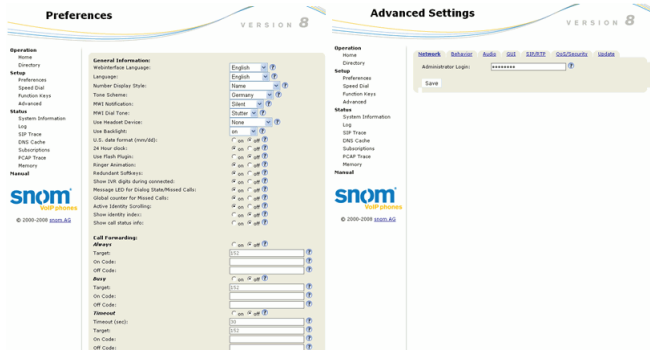 Preferences
VERSION 8
Operation
Home
Directory
Setup
Preferences
Speed Dial
Function Keys
Advanced
Status
System Information
Log
SIP Trace
DNS Cache
Subscriptions
PCAP Trace
Memory
Manual
snom
VoIP phones
© 2000-2008 snom AG
General Information:
Webinterface Language: English
Language: English
Number Display Style: Name
Tone Scheme: Germany
MWI Notification: Silent
MWI Dial Tone: Stutter
Use Headset Device: None
Use Backlight: on
U.S. date format (mm/dd): on off
24 Hour clock: on off
Use Flash Plugin: on off
Ringer Animation: on off
Redundant Softkeys: on off
Show IVR digits during connected: on off
Message LED for Dialog State/Missed Calls: on off
Global counter for Missed Calls: on off
Active Identity Scrolling: on off
Show identity index: on off
Show call status info: on off
Call Forwarding:
Always on off
Target: 152
On Code:
Off Code:
Busy on off
Target: 152
On Code:
Off Code:
Timeout on off
Timeout (sec): 30
Target: 152
On Code:
Off Code:
Advanced Settings
VERSION 8
Operation
Home
Directory
Setup
Preferences
Speed Dial
Function Keys
Advanced
Status
System Information
Log
SIP Trace
DNS Cache
Subscriptions
PCAP Trace
Memory
Manual
snom
VoIP phones
© 2000-2008 snom AG
Network Behavior Audio GUI SIP/RTP QoS/Security Update
Administrator Login: ********
Save